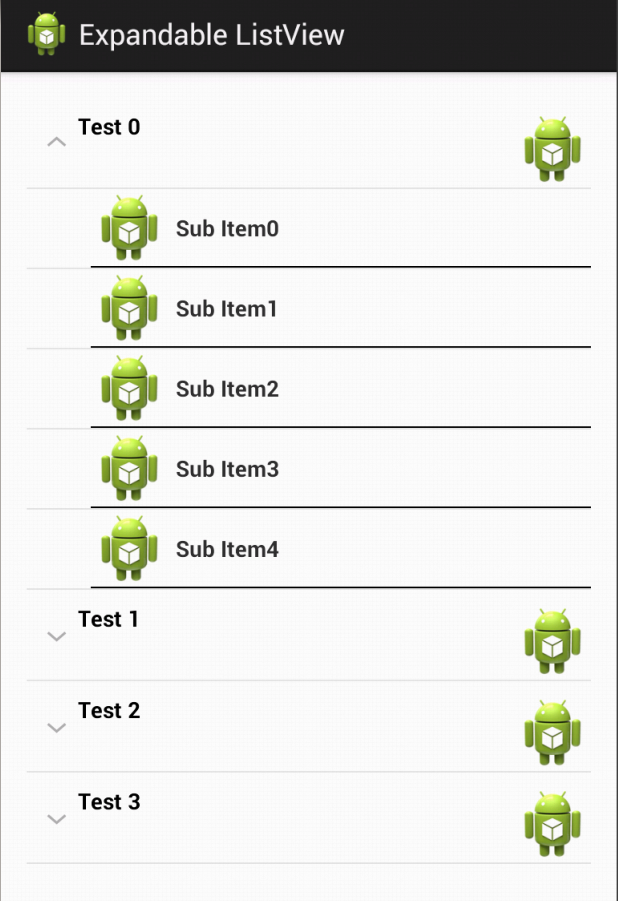 Expandable ListView
Test 0
Sub Item0
Sub Item1
Sub Item2
Sub Item3
Sub Item4
Test 1
Test 2
Test 3